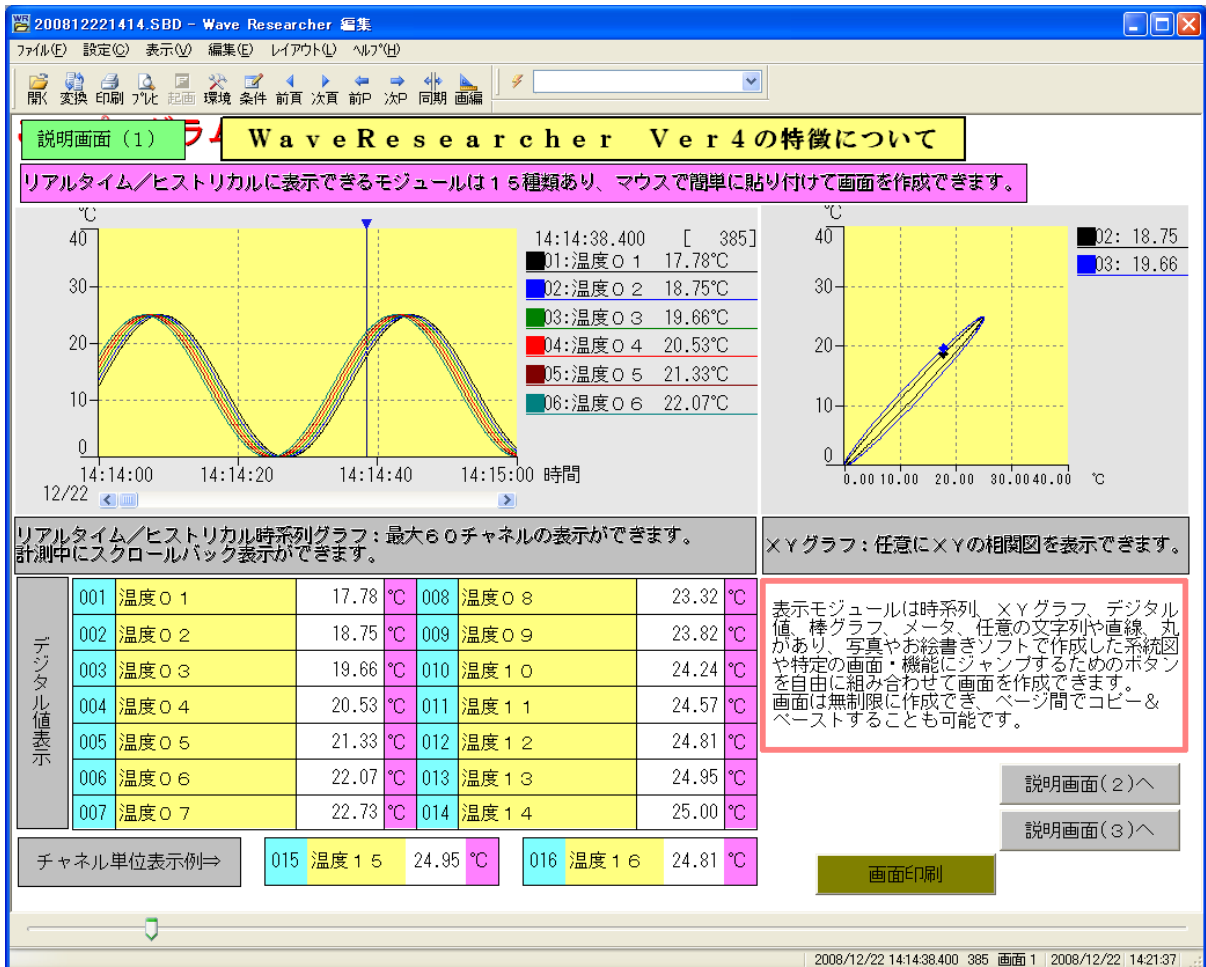 200812221414.SBD - Wave Researcher 編集
ファイル(F) 設定(C) 表示(V) 編集(E) レイアウト(L) ヘルプ(H)
開く 変換 印刷 プレビ 起画 環境 条件 前頁 次頁 前P 次P 同期 画編
説明画面（1）
ＷａｖｅＲｅｓｅａｒｃｈｅｒ　Ｖｅｒ４の特徴について
リアルタイム／ヒストリカルに表示できるモジュールは１５種類あり、マウスで簡単に貼り付けて画面を作成できます。
℃
40
30
20
10
0
14:14:00 14:14:20 14:14:40 14:15:00 時間
12/22
14:14:38.400 [ 385]
01:温度０１ 17.78℃
02:温度０２ 18.75℃
03:温度０３ 19.66℃
04:温度０４ 20.53℃
05:温度０５ 21.33℃
06:温度０６ 22.07℃
℃
40
30
20
10
0
0.00 10.00 20.00 30.00 40.00 ℃
02: 18.75
03: 19.66
リアルタイム／ヒストリカル時系列グラフ：最大６０チャネルの表示ができます。
計測中にスクロールバック表示ができます。
ＸＹグラフ：任意にＸＹの相関図を表示できます。
デジタル値表示
001 温度０１ 17.78 ℃ 008 温度０８ 23.32 ℃
002 温度０２ 18.75 ℃ 009 温度０９ 23.82 ℃
003 温度０３ 19.66 ℃ 010 温度１０ 24.24 ℃
004 温度０４ 20.53 ℃ 011 温度１１ 24.57 ℃
005 温度０５ 21.33 ℃ 012 温度１２ 24.81 ℃
006 温度０６ 22.07 ℃ 013 温度１３ 24.95 ℃
007 温度０７ 22.73 ℃ 014 温度１４ 25.00 ℃
チャネル単位表示例⇒
015 温度１５ 24.95 ℃
016 温度１６ 24.81 ℃
表示モジュールは時系列、ＸＹグラフ、デジタル
値、棒グラフ、メータ、任意の文字列や直線、丸
があり、写真やお絵書きソフトで作成した系統図
や特定の画面・機能にジャンプするためのボタン
を自由に組み合わせて画面を作成できます。
画面は無制限に作成でき、ページ間でコピー＆
ペーストすることも可能です。
説明画面(２)へ
説明画面(３)へ
画面印刷
2008/12/22 14:14:38.400 385 画面 1 2008/12/22 14:21:37